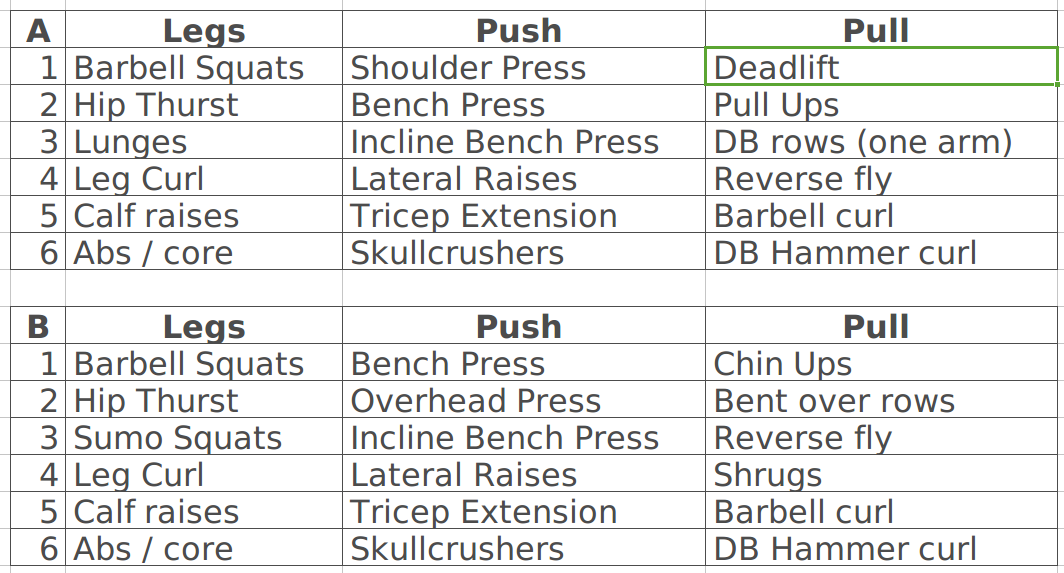 A Legs Push Pull
1 Barbell Squats Shoulder Press Deadlift
2 Hip Thurst Bench Press Pull Ups
3 Lunges Incline Bench Press DB rows (one arm)
4 Leg Curl Lateral Raises Reverse fly
5 Calf raises Tricep Extension Barbell curl
6 Abs / core Skullcrushers DB Hammer curl
B Legs Push Pull
1 Barbell Squats Bench Press Chin Ups
2 Hip Thurst Overhead Press Bent over rows
3 Sumo Squats Incline Bench Press Reverse fly
4 Leg Curl Lateral Raises Shrugs
5 Calf raises Tricep Extension Barbell curl
6 Abs / core Skullcrushers DB Hammer curl